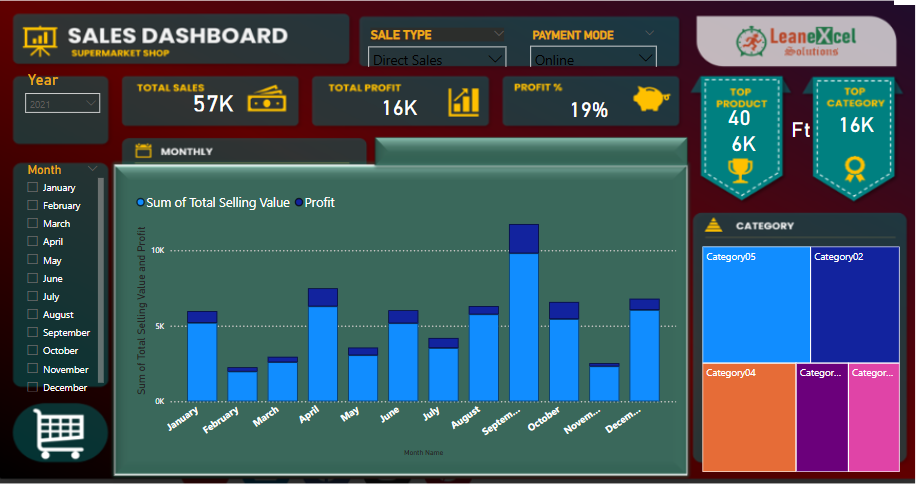 SALES DASHBOARD
SUPERMARKET SHOP
SALE TYPE
Direct Sales
PAYMENT MODE
Online
LeaneXcel
Solutions
Year
2021
TOTAL SALES
57K
TOTAL PROFIT
16K
PROFIT %
19%
TOP
PRODUCT
40
6K
Ft
TOP
CATEGORY
16K
Month
January
February
March
April
May
June
July
August
September
October
November
December
MONTHLY
Sum of Total Selling Value
Profit
Sum of Total Selling Value and Profit
10K
5K
0K
January
February
March
April
May
June
July
August
Septem...
October
Novem...
Decem...
Month Name
CATEGORY
Category05
Category02
Category04
Categor...
Categor...